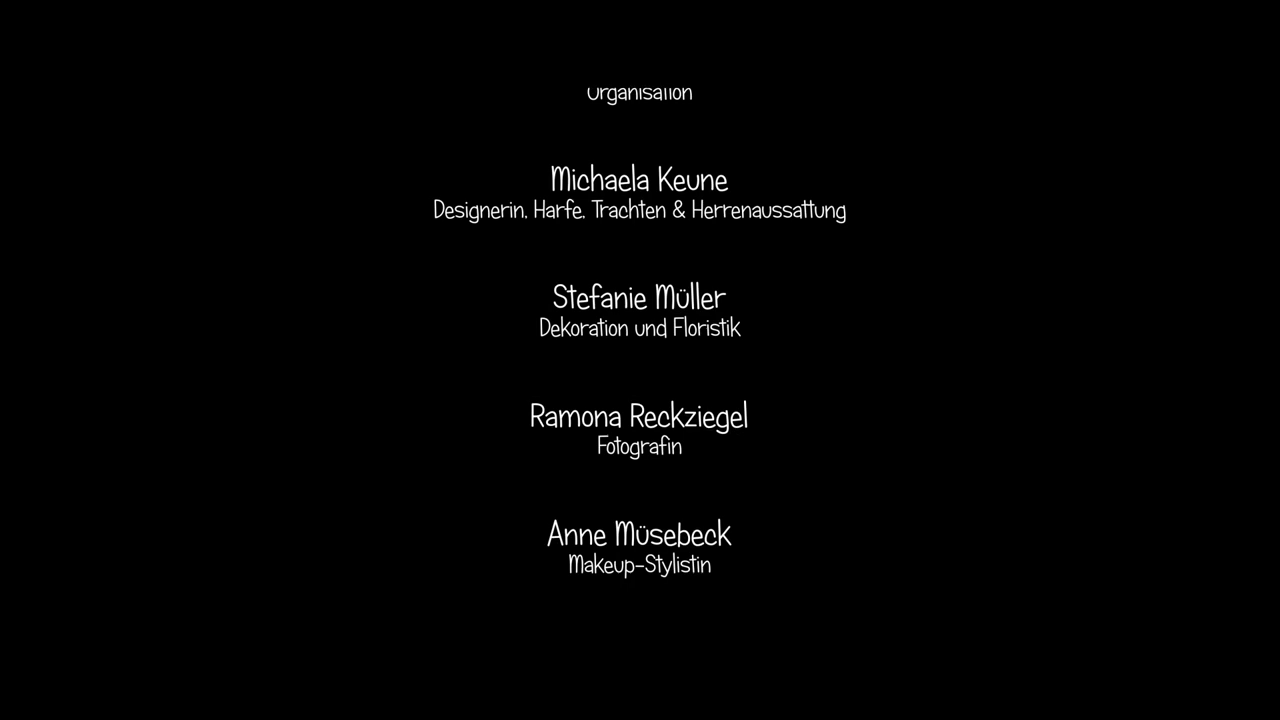 Organisation
Michaela Keune
Designerin, Harfe, Trachten & Herrenaussattung
Stefanie Müller
Dekoration und Floristik
Ramona Reckziegel
Fotografin
Anne Müsebeck
Makeup-Stylistin